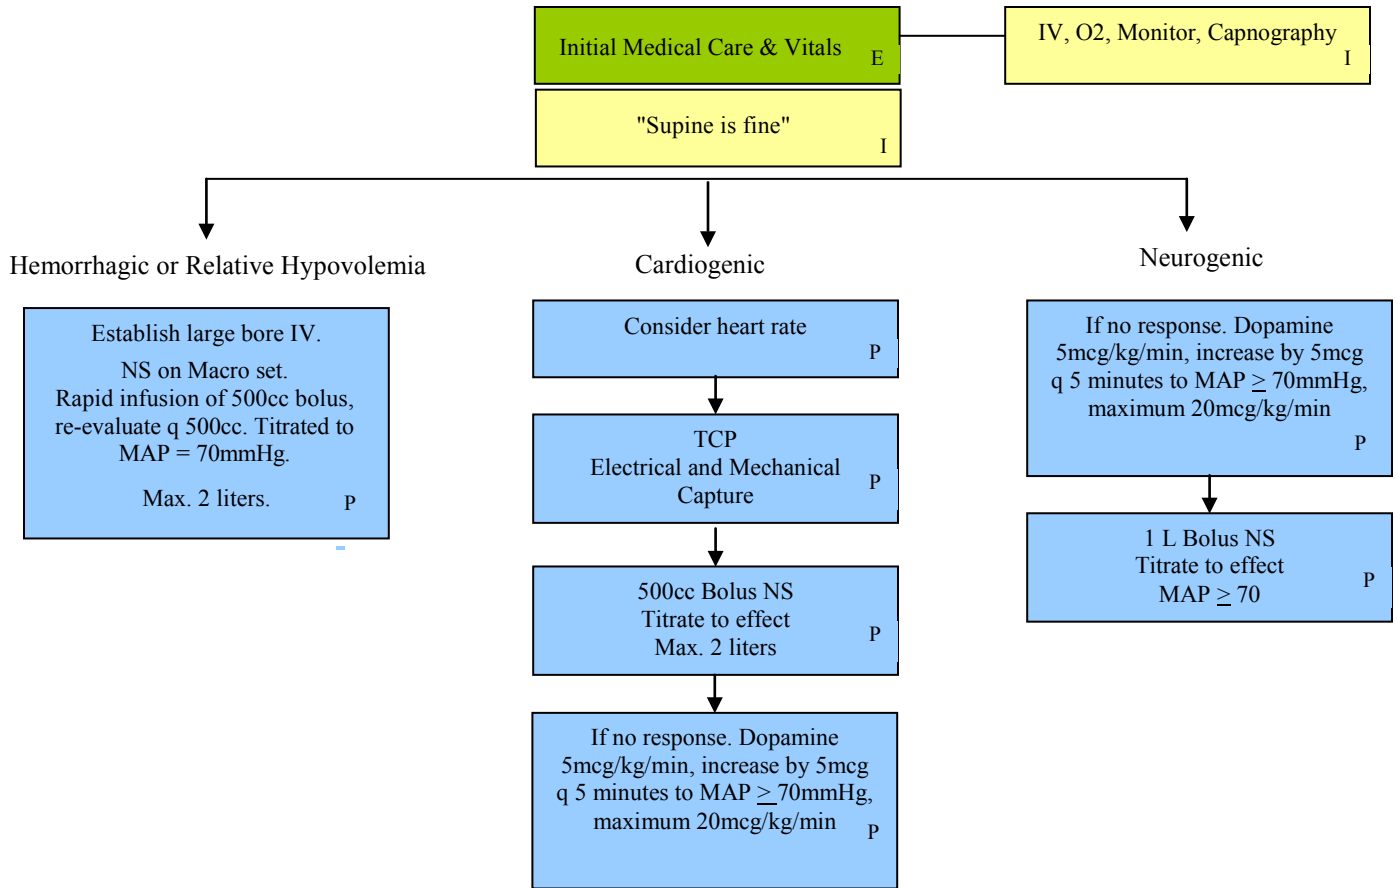 Initial Medical Care & Vitals
E
IV, O2, Monitor, Capnography
I
"Supine is fine"
I
Hemorrhagic or Relative Hypovolemia
Establish large bore IV.
NS on Macro set.
Rapid infusion of 500cc bolus,
re-evaluate q 500cc. Titrated to
MAP = 70mmHg.
Max. 2 liters.
P
Cardiogenic
Consider heart rate
P
TCP
Electrical and Mechanical
Capture
P
500cc Bolus NS
Titrate to effect
Max. 2 liters
P
If no response. Dopamine
5mcg/kg/min, increase by 5mcg
q 5 minutes to MAP ≥ 70mmHg,
maximum 20mcg/kg/min
P
Neurogenic
If no response. Dopamine
5mcg/kg/min, increase by 5mcg
q 5 minutes to MAP ≥ 70mmHg,
maximum 20mcg/kg/min
P
1 L Bolus NS
Titrate to effect
MAP ≥ 70
P